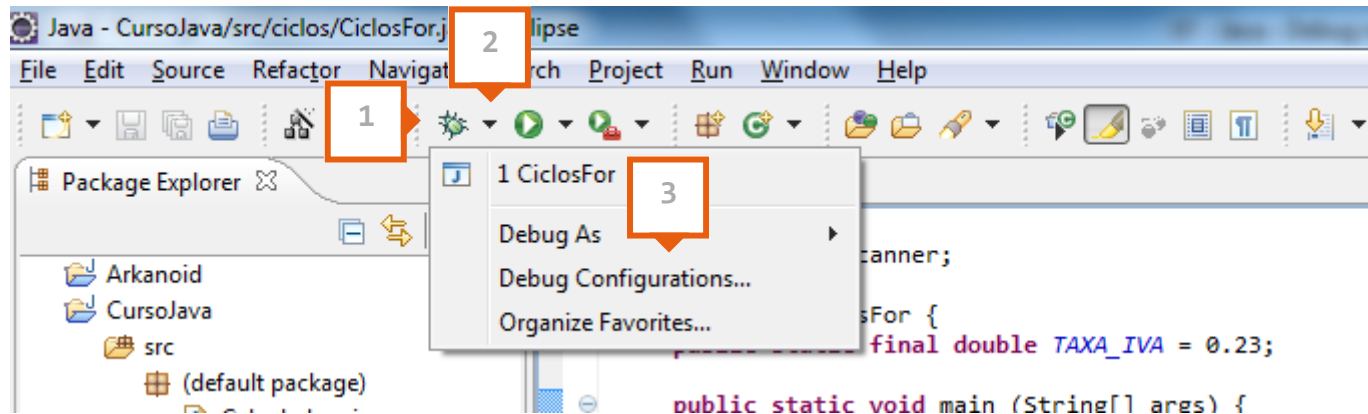 Java - CursoJava/src/ciclos/CiclosFor.j lipse
2
File Edit Source Refactor Navigat rch Project Run Window Help
1
Package Explorer
1 CiclosFor
3
Debug As
canner;
Arkanoid
Debug Configurations...
CursoJava
sFor {
Organize Favorites...
src
final double TAXA_IVA = 0.23;
(default package)
public static void main (String[] args) {